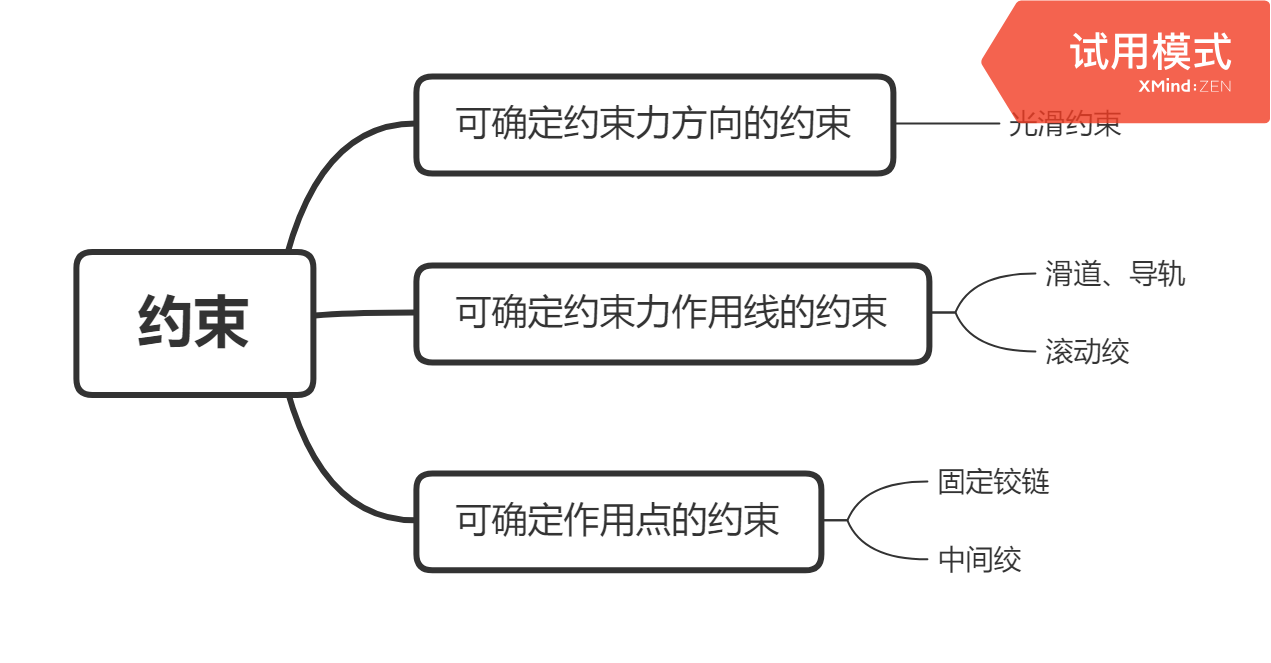 试用模式
XMind:ZEN
可确定约束力方向的约束
光滑约束
约束
可确定约束力作用线的约束
滑道、导轨
滚动绞
可确定作用点的约束
固定铰链
中间绞